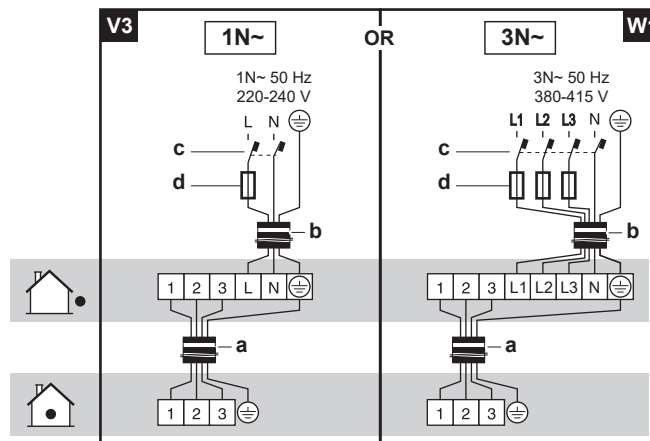 V3
1N~
OR
3N~
W1
1N~ 50 Hz
220-240 V
L N
c
d
b
1 2 3 L N
a
1 2 3
3N~ 50 Hz
380-415 V
L1 L2 L3 N
c
d
b
1 2 3 L1 L2 L3 N
a
1 2 3